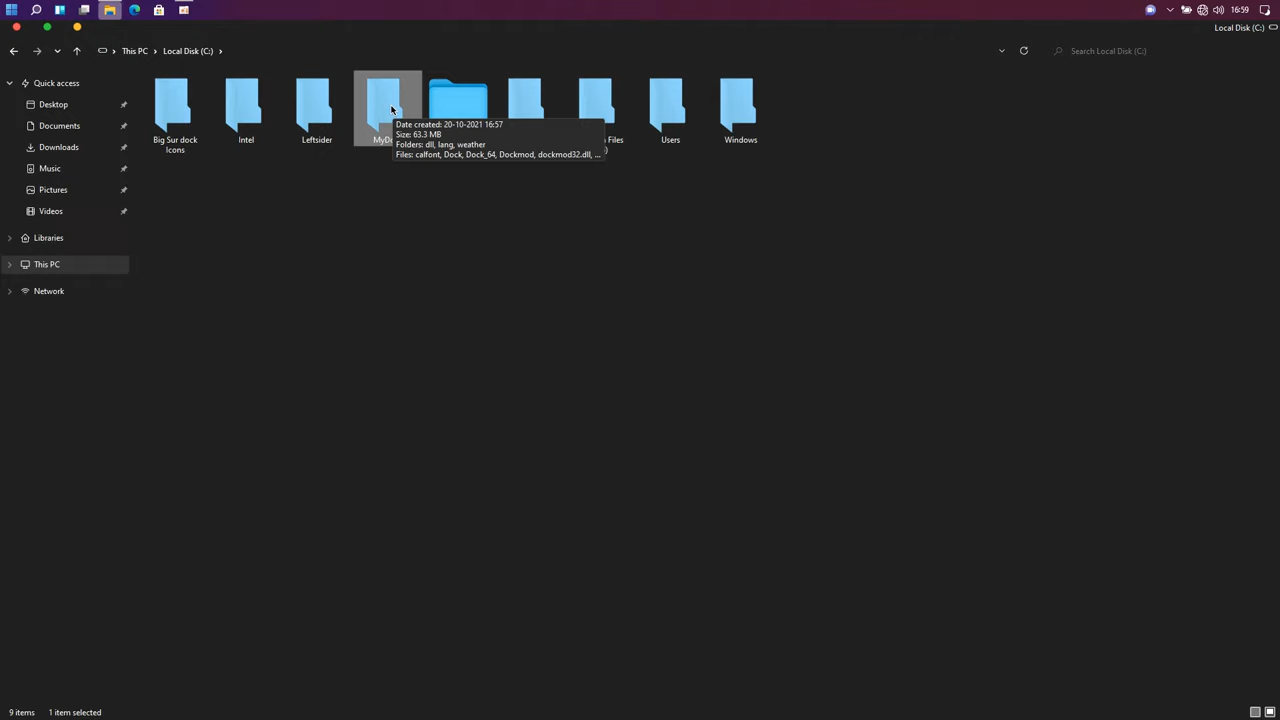 16:59
Local Disk (C:)
This PC
Local Disk (C:)
Search Local Disk (C:)
Quick access
Desktop
Documents
Downloads
Music
Pictures
Videos
Libraries
This PC
Network
Big Sur dock
Icons
Intel
Leftsider
Files
Users
Windows
Date created: 20-10-2021 16:57
Size: 63.3 MB
Folders: dll, lang, weather
Files: calfont, Dock, Dock_64, Dockmod, dockmod32.dll, ...
9 items
1 item selected